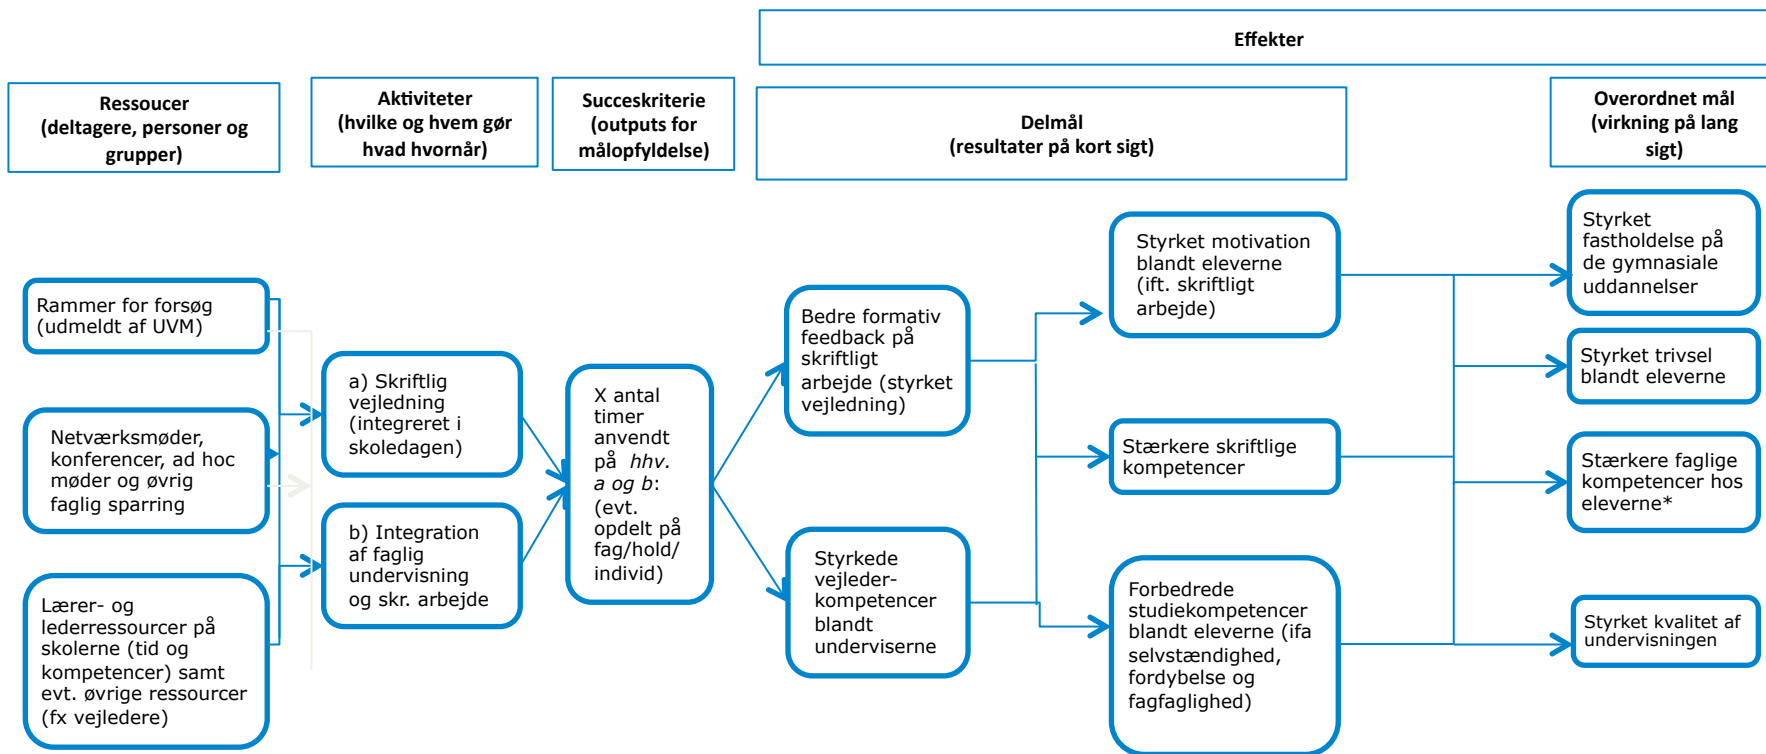 Effekter
Ressoucer
(deltagere, personer og
grupper)
Aktiviteter
(hvilke og hvem gør
hvad hvornår)
Succeskriterie
(outputs for
målopfyldelse)
Delmål
(resultater på kort sigt)
Overordnet mål
(virkning på lang
sigt)
Rammer for forsøg
(udmeldt af UVM)
Netværksmøder,
konferencer, ad hoc
møder og øvrig
faglig sparring
Lærer- og
lederressourcer på
skolerne (tid og
kompetencer) samt
evt. øvrige ressourcer
(fx vejledere)
a) Skriftlig
vejledning
(integreret i
skoledagen)
b) Integration
af faglig
undervisning
og skr. arbejde
X antal
timer
anvendt
på hhv.
a og b:
(evt.
opdelt på
fag/hold/
individ)
Bedre formativ
feedback på
skriftligt
arbejde (styrket
vejledning)
Styrkede
vejleder-
kompetencer
blandt
underviserne
Styrket motivation
blandt eleverne
(ift. skriftligt
arbejde)
Stærkere skriftlige
kompetencer
Forbedrede
studiekompetencer
blandt eleverne (ifa
selvstændighed,
fordybelse og
fagfaglighed)
Styrket
fastholdelse på
de gymnasiale
uddannelser
Styrket trivsel
blandt eleverne
Stærkere faglige
kompetencer hos
eleverne*
Styrket kvalitet af
undervisningen